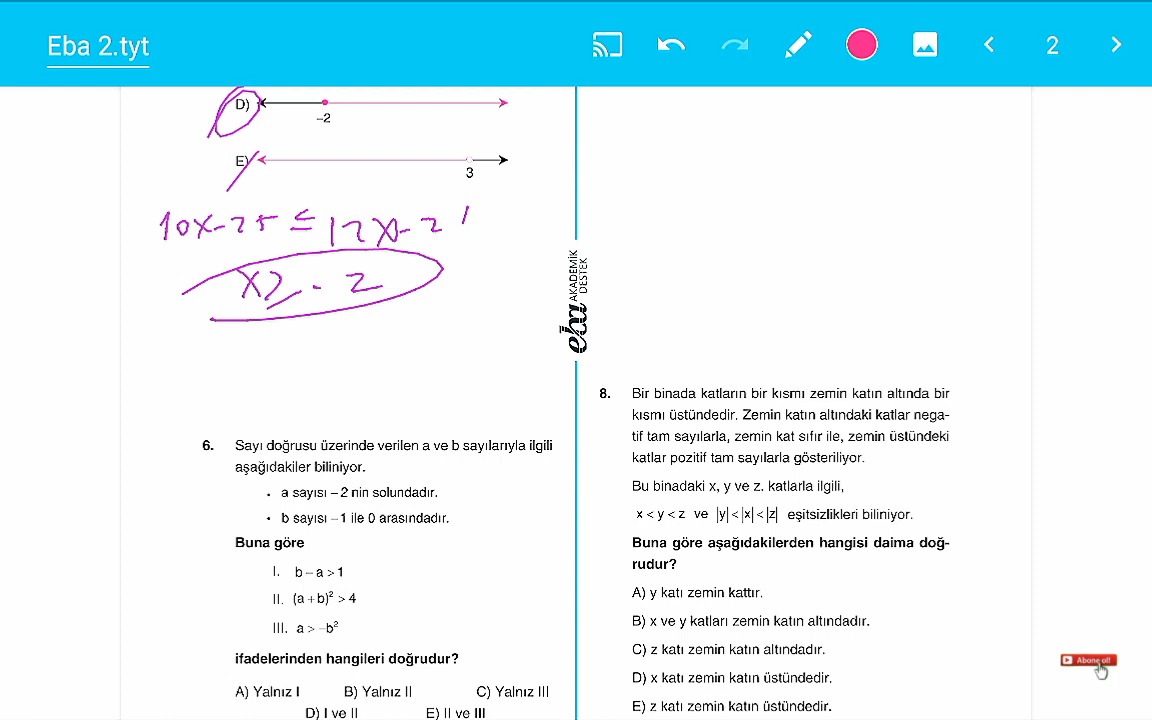 Eba 2.tyt
2
D)
–2
E)
3
10x-25 ≤ 12x-21
x≥ - 2
6. Sayı doğrusu üzerinde verilen a ve b sayılarıyla ilgili
aşağıdakiler biliniyor.
• a sayısı – 2 nin solundadır.
• b sayısı – 1 ile 0 arasındadır.
Buna göre
I. b – a > 1
II. (a + b)² > 4
III. a > –b²
ifadelerinden hangileri doğrudur?
A) Yalnız I B) Yalnız II C) Yalnız III
D) I ve II E) II ve III
eba AKADEMİK
DESTEK
8. Bir binada katların bir kısmı zemin katın altında bir
kısmı üstündedir. Zemin katın altındaki katlar nega-
tif tam sayılarla, zemin kat sıfır ile, zemin üstündeki
katlar pozitif tam sayılarla gösteriliyor.
Bu binadaki x, y ve z. katlarla ilgili,
x < y < z ve |y| < |x| < |z| eşitsizlikleri biliniyor.
Buna göre aşağıdakilerden hangisi daima doğ-
rudur?
A) y katı zemin kattır.
B) x ve y katları zemin katın altındadır.
C) z katı zemin katın altındadır.
D) x katı zemin katın üstündedir.
E) z katı zemin katın üstündedir.
Abone ol!